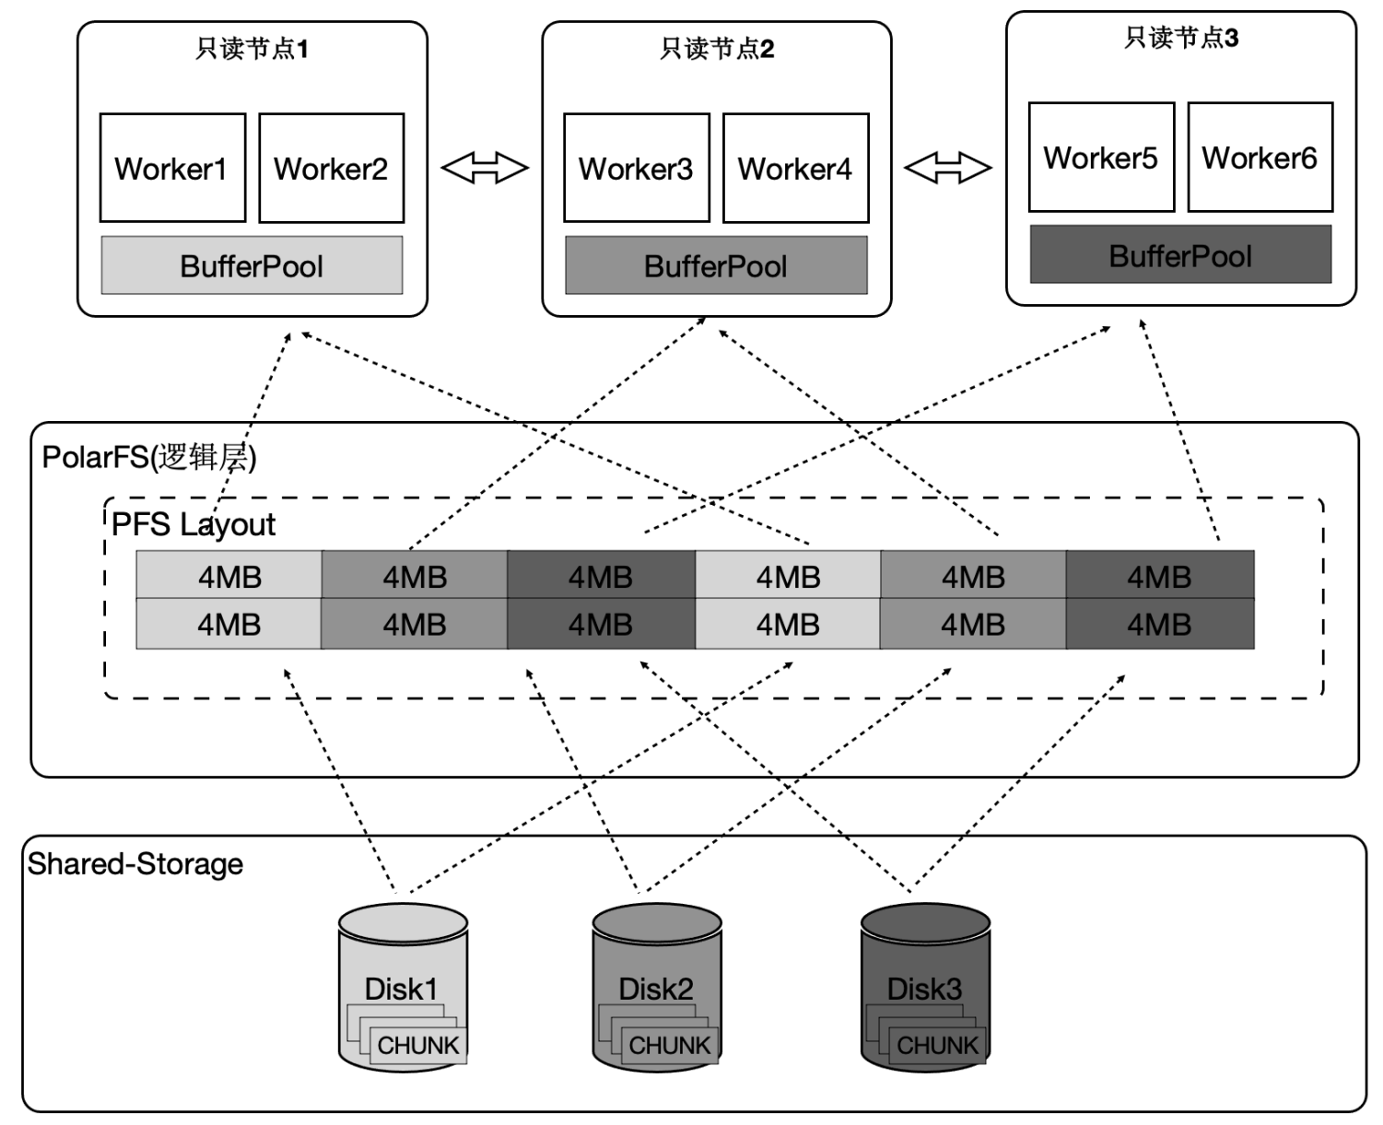 只读节点1
只读节点2
只读节点3
Worker1
Worker2
Worker3
Worker4
Worker5
Worker6
BufferPool
BufferPool
BufferPool
PolarFS(逻辑层)
PFS Layout
4MB
4MB
4MB
4MB
4MB
4MB
4MB
4MB
4MB
4MB
4MB
4MB
Shared-Storage
Disk1
Disk2
Disk3
CHUNK
CHUNK
CHUNK